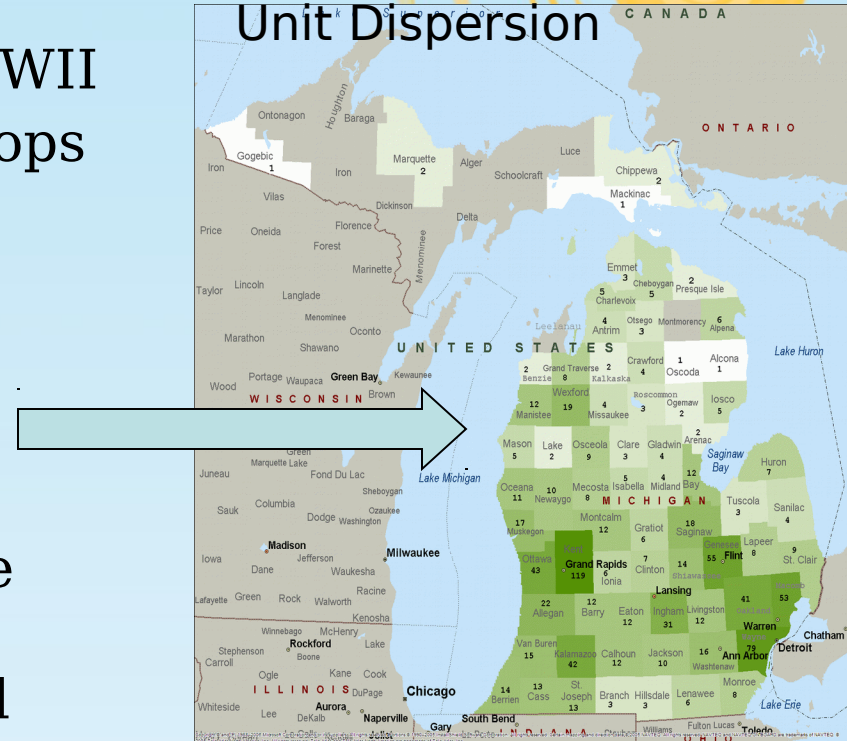 Unit Dispersion
WII
ops
e
l
Lake Superior
CANADA
ONTARIO
Houghton
Ontonagon
Baraga
Gogebic
1
Iron
Iron
Marquette
2
Alger
Luce
Schoolcraft
Chippewa
2
Mackinac
1
Vilas
Dickinson
Delta
Menominee
Florence
Price
Oneida
Forest
Marinette
Emmet
3
Cheboygan
5
2
Presque Isle
Taylor
Lincoln
Langlade
5
Charlevoix
Menominee
Oconto
Leelanau
4
Antrim
Otsego
3
Montmorency
6
Alpena
Marathon
Shawano
UNITED STATES
Lake Huron
Wood
Portage
Waupaca
Green Bay
Kewaunee
Brown
2
Benzie
Grand Traverse
8
2
Kalkaska
Crawford
4
1
Oscoda
Alcona
1
WISCONSIN
12
Manistee
Wexford
19
4
Missaukee
Roscommon
3
Ogemaw
2
Iosco
5
Mason
5
Lake
2
Osceola
9
Clare
3
Gladwin
4
2
Arenac
Green
Marquette
Lake
Juneau
Fond Du Lac
Lake Michigan
Saginaw
Bay
Huron
7
Oceana
11
10
Newaygo
Mecosta
8
5
Isabella
4
Midland
12
Bay
Sheboygan
Columbia
Sauk
Ozaukee
Dodge
Washington
MICHIGAN
Tuscola
3
Sanilac
4
17
Muskegon
Montcalm
12
Gratiot
6
18
Saginaw
Madison
Milwaukee
Iowa
Jefferson
Dane
Waukesha
Ottawa
43
Kent
Grand Rapids
119
6
Ionia
7
Clinton
14
Shiawassee
Genesee
55
Flint
Lapeer
8
9
St. Clair
Lafayette
Green
Rock
Walworth
Racine
Kenosha
22
Allegan
12
Barry
Eaton
12
Lansing
Ingham
31
Livingston
12
41
Oakland
Macomb
53
Warren
Winnebago
McHenry
Lake
Stephenson
Rockford
Boone
Carroll
Van Buren
15
Kalamazoo
42
Calhoun
12
Jackson
10
16
Washtenaw
Ann Arbor
Wayne
79
Detroit
Chatham
Ogle
Kane
Cook
ILLINOIS
DuPage
Chicago
14
Berrien
13
Cass
St.
Joseph
13
Branch
3
Hillsdale
3
Lenawee
6
Monroe
8
Lake Erie
Whiteside
Lee
DeKalb
Aurora
Naperville
Joliet
Gary
South Bend
INDIANA
Steuben
Williams
Fulton
Lucas
Toledo
OHIO